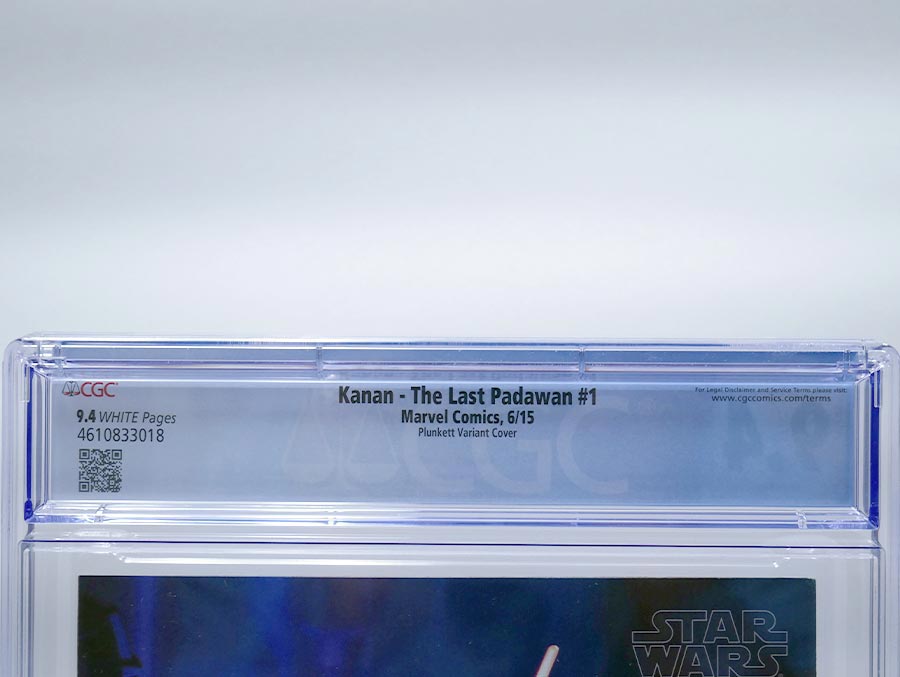 CGC
9.4 WHITE Pages
4610833018
Kanan - The Last Padawan #1
Marvel Comics, 6/15
Plunkett Variant Cover
For Legal Disclaimer and Service Terms please visit:
www.cgccomics.com/terms
CGC
STAR
WARS